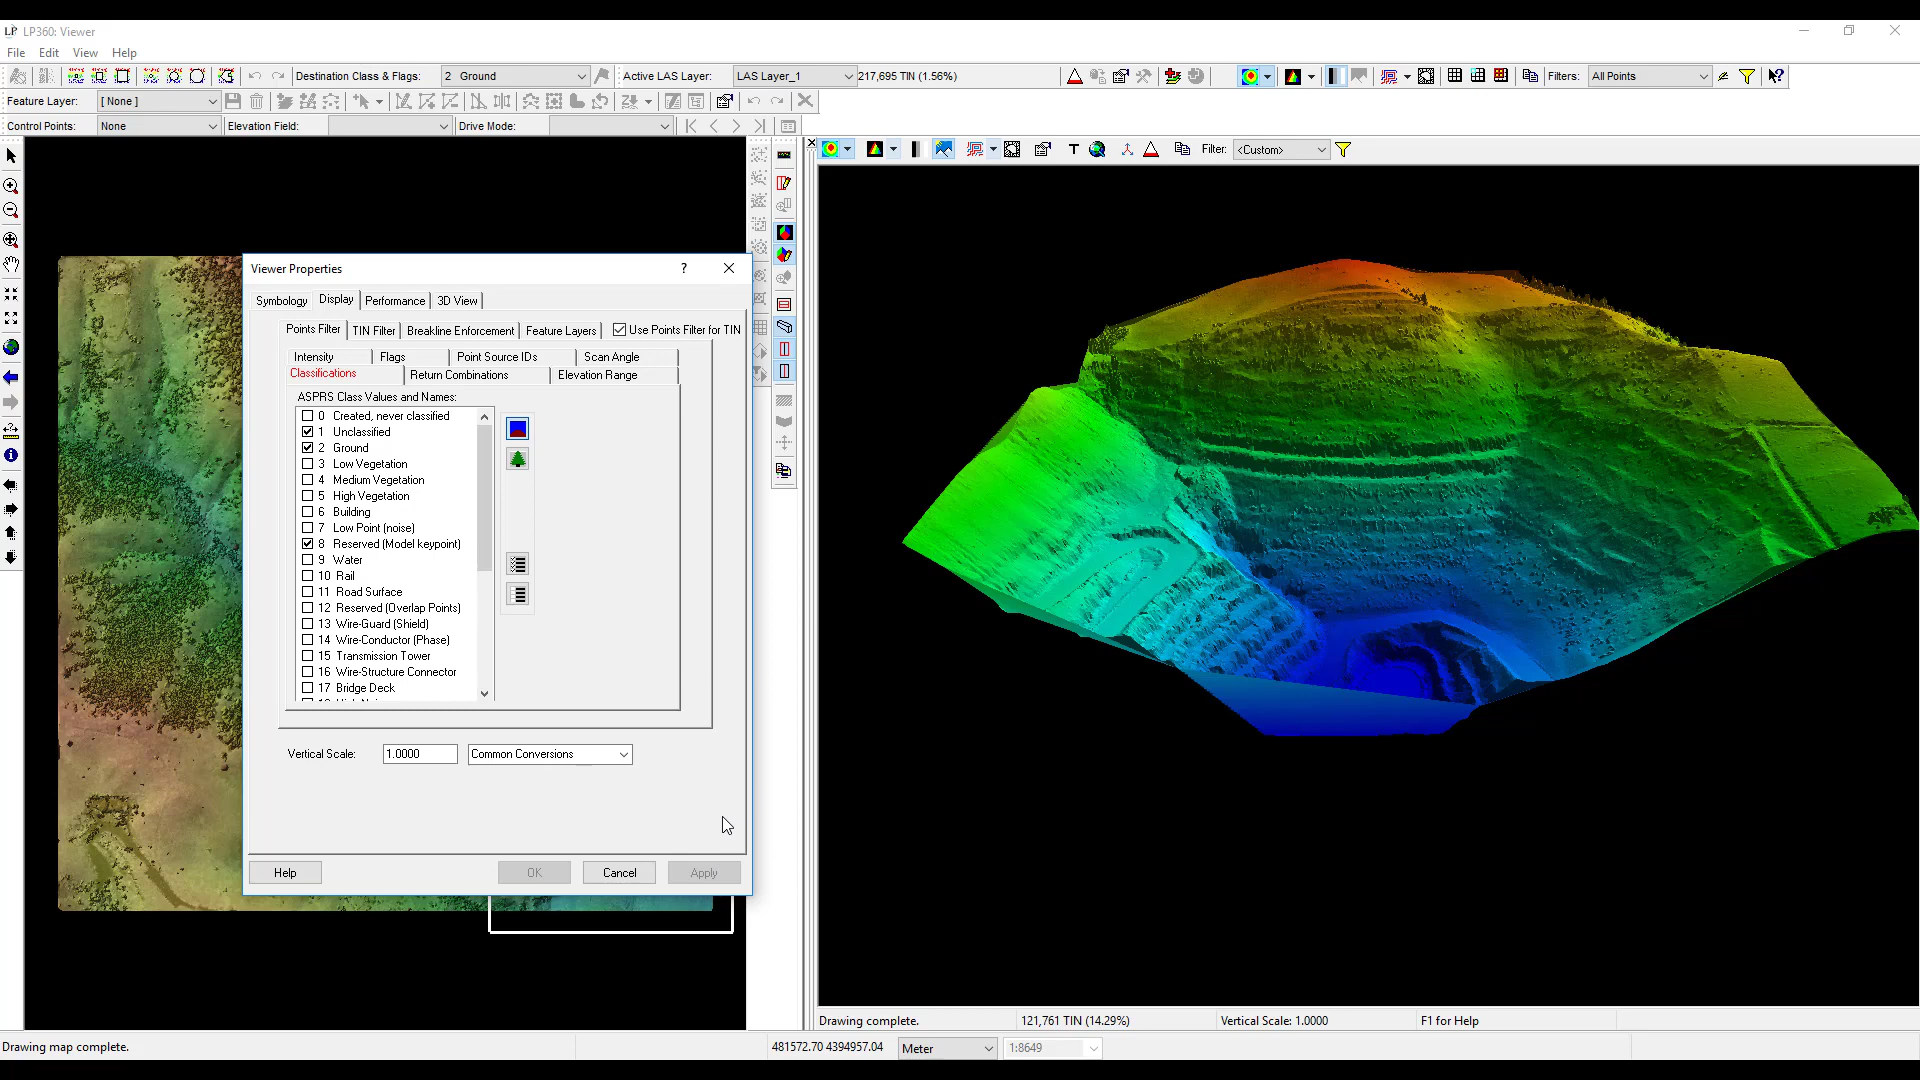 LP LP360: Viewer
File Edit View Help
Destination Class & Flags: 2 Ground Active LAS Layer: LAS Layer_1 217,695 TIN (1.56%) Filters: All Points
Feature Layer: [ None ]
Control Points: None Elevation Field: Drive Mode:
T Filter: <Custom>
Viewer Properties ?
Symbology Display Performance 3D View
Points Filter TIN Filter Breakline Enforcement Feature Layers Use Points Filter for TIN
Intensity Flags Point Source IDs Scan Angle
Classifications Return Combinations Elevation Range
ASPRS Class Values and Names:
0 Created, never classified
1 Unclassified
2 Ground
3 Low Vegetation
4 Medium Vegetation
5 High Vegetation
6 Building
7 Low Point (noise)
8 Reserved (Model keypoint)
9 Water
10 Rail
11 Road Surface
12 Reserved (Overlap Points)
13 Wire-Guard (Shield)
14 Wire-Conductor (Phase)
15 Transmission Tower
16 Wire-Structure Connector
17 Bridge Deck
Vertical Scale: 1.0000 Common Conversions
Help OK Cancel Apply
Drawing complete. 121,761 TIN (14.29%) Vertical Scale: 1.0000 F1 for Help
Drawing map complete. 481572.70 4394957.04 Meter 1:8649